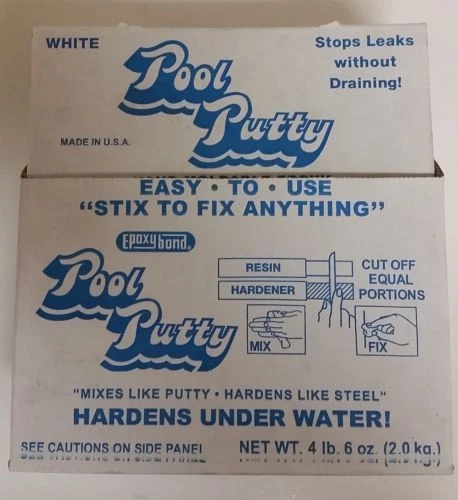 WHITE
Stops Leaks
without
Draining!
Pool
Putty
MADE IN U.S.A.
EASY • TO • USE
"STIX TO FIX ANYTHING"
EPOXYbond®
Pool
Putty
RESIN
HARDENER
CUT OFF
EQUAL
PORTIONS
MIX
FIX
"MIXES LIKE PUTTY • HARDENS LIKE STEEL"
HARDENS UNDER WATER!
SEE CAUTIONS ON SIDE PANEL
NET WT. 4 lb. 6 oz. (2.0 kg.)